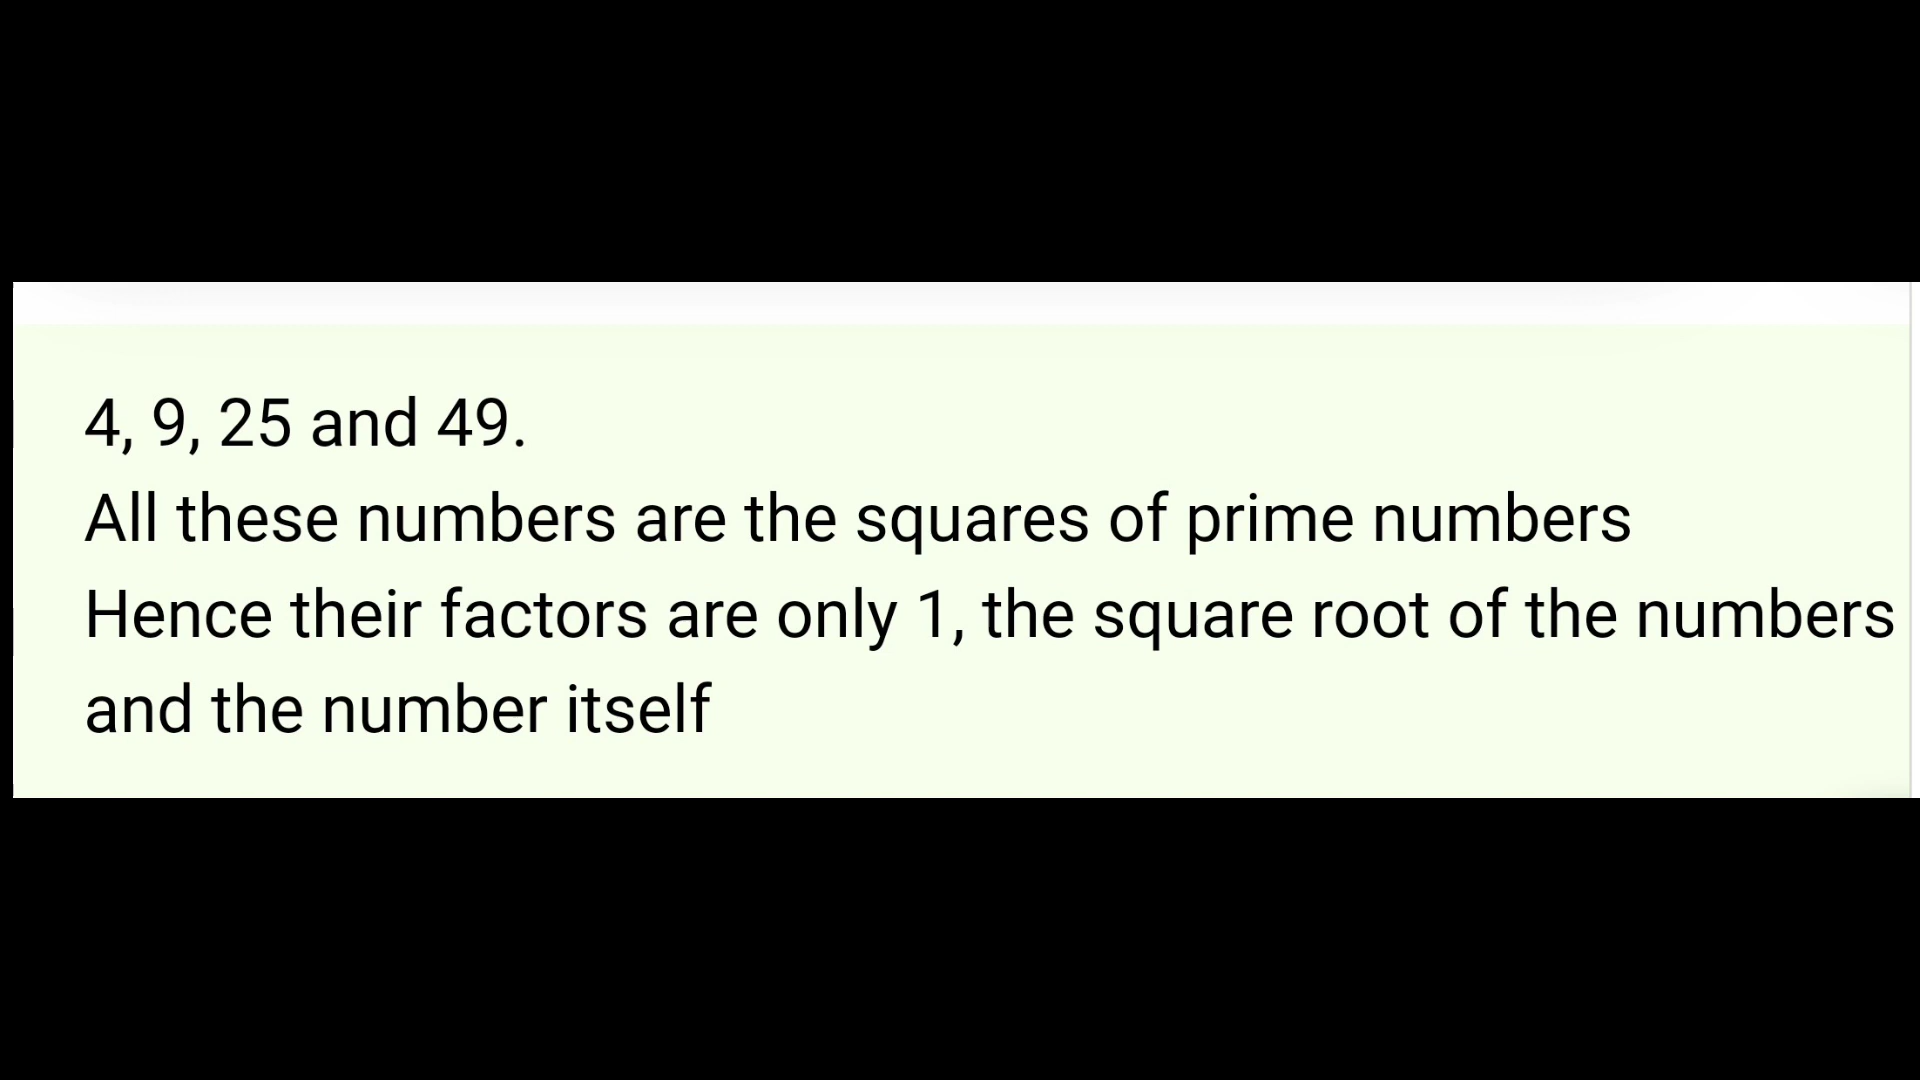 4, 9, 25 and 49.
All these numbers are the squares of prime numbers
Hence their factors are only 1, the square root of the numbers
and the number itself